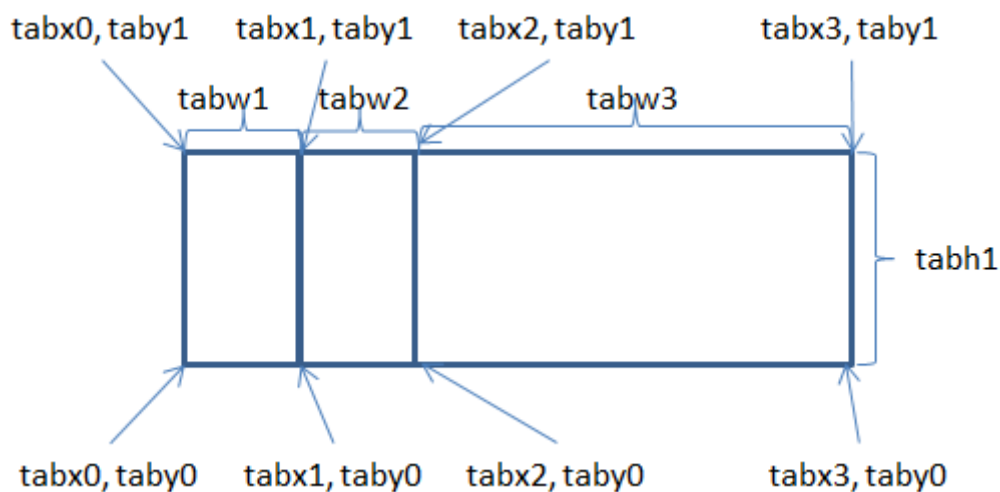 tabx0, taby1 tabx1, taby1 tabx2, taby1 tabx3, taby1
tabw1 tabw2 tabw3
tabh1
tabx0, taby0 tabx1, taby0 tabx2, taby0 tabx3, taby0